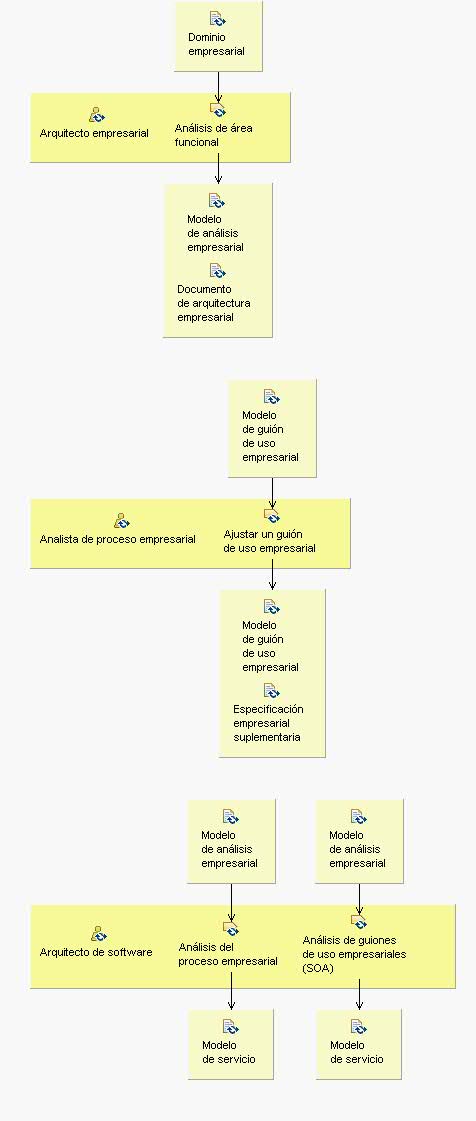 Dominio
empresarial
Arquitecto empresarial
Análisis de área
funcional
Modelo
de análisis
empresarial
Documento
de arquitectura
empresarial
Modelo
de guión
de uso
empresarial
Analista de proceso empresarial
Ajustar un guión
de uso empresarial
Modelo
de guión
de uso
empresarial
Especificación
empresarial
suplementaria
Modelo
de análisis
empresarial
Modelo
de análisis
empresarial
Arquitecto de software
Análisis del
proceso empresarial
Análisis de guiones
de uso empresariales
(SOA)
Modelo
de servicio
Modelo
de servicio